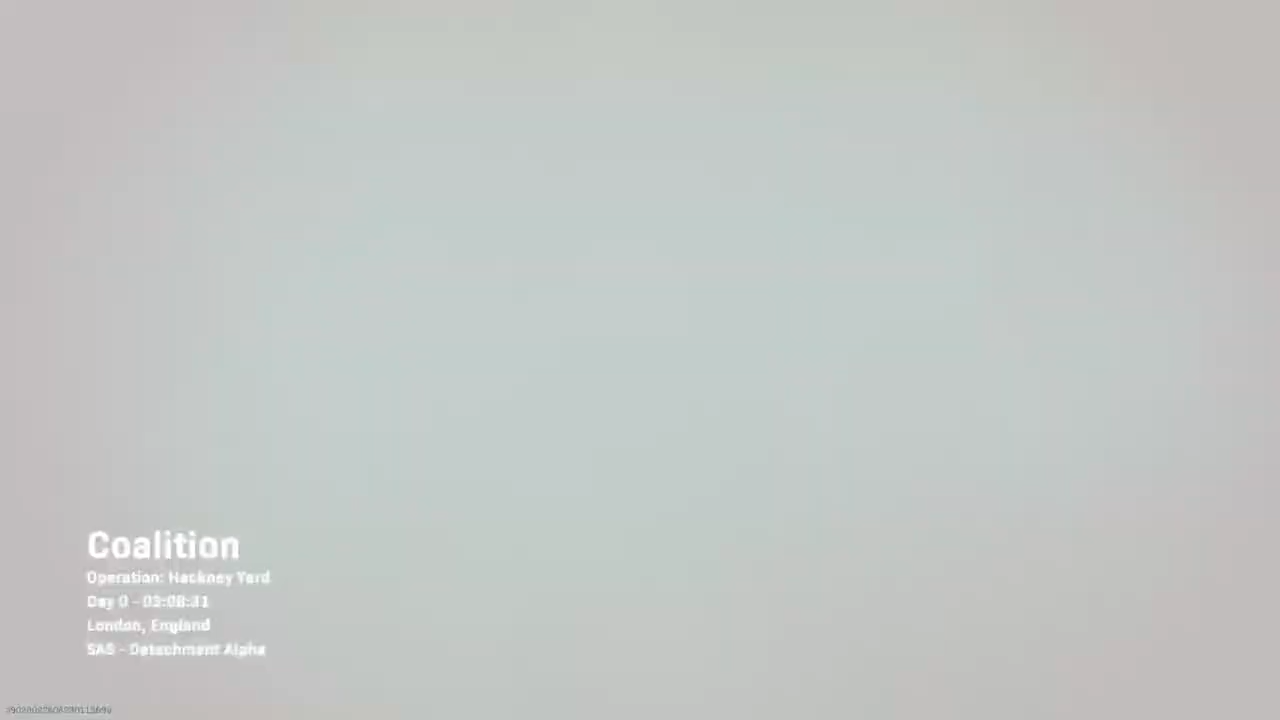 Coalition
Operation: Hackney Yard
Day 0 - 03:08:31
London, England
SAS - Detachment Alpha